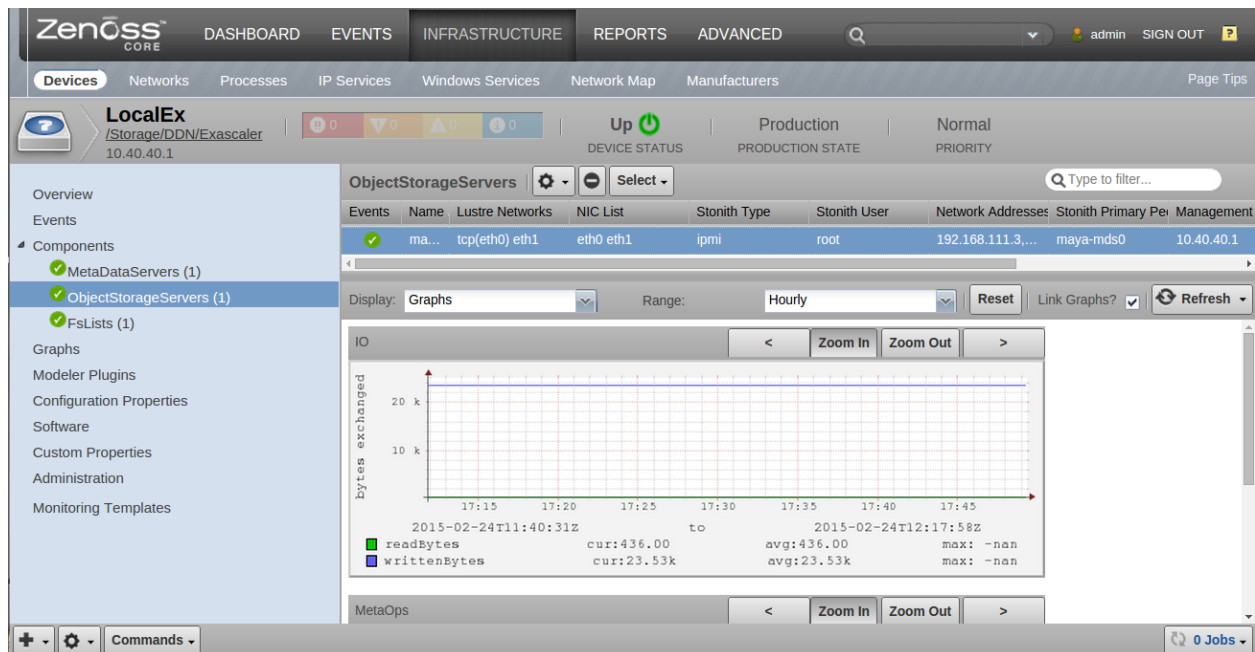 Zenōss™ CORE DASHBOARD EVENTS INFRASTRUCTURE REPORTS ADVANCED admin SIGN OUT ?
Devices Networks Processes IP Services Windows Services Network Map Manufacturers Page Tips
LocalEx
/Storage/DDN/Exascaler
10.40.40.1
0 0 0 0
Up
DEVICE STATUS
Production
PRODUCTION STATE
Normal
PRIORITY
Overview
Events
Components
MetaDataServers (1)
ObjectStorageServers (1)
FsLists (1)
Graphs
Modeler Plugins
Configuration Properties
Software
Custom Properties
Administration
Monitoring Templates
ObjectStorageServers Select Type to filter...
Events Name Lustre Networks NIC List Stonith Type Stonith User Network Addresses Stonith Primary Pe Management
ma... tcp(eth0) eth1 eth0 eth1 ipmi root 192.168.111.3,... maya-mds0 10.40.40.1
Display: Graphs Range: Hourly Reset Link Graphs? Refresh
IO < Zoom In Zoom Out >
bytes exchanged
20 k
10 k
17:15 17:20 17:25 17:30 17:35 17:40 17:45
2015-02-24T11:40:31Z to 2015-02-24T12:17:58Z
readBytes cur:436.00 avg:436.00 max: -nan
writtenBytes cur:23.53k avg:23.53k max: -nan
MetaOps < Zoom In Zoom Out >
Commands 0 Jobs